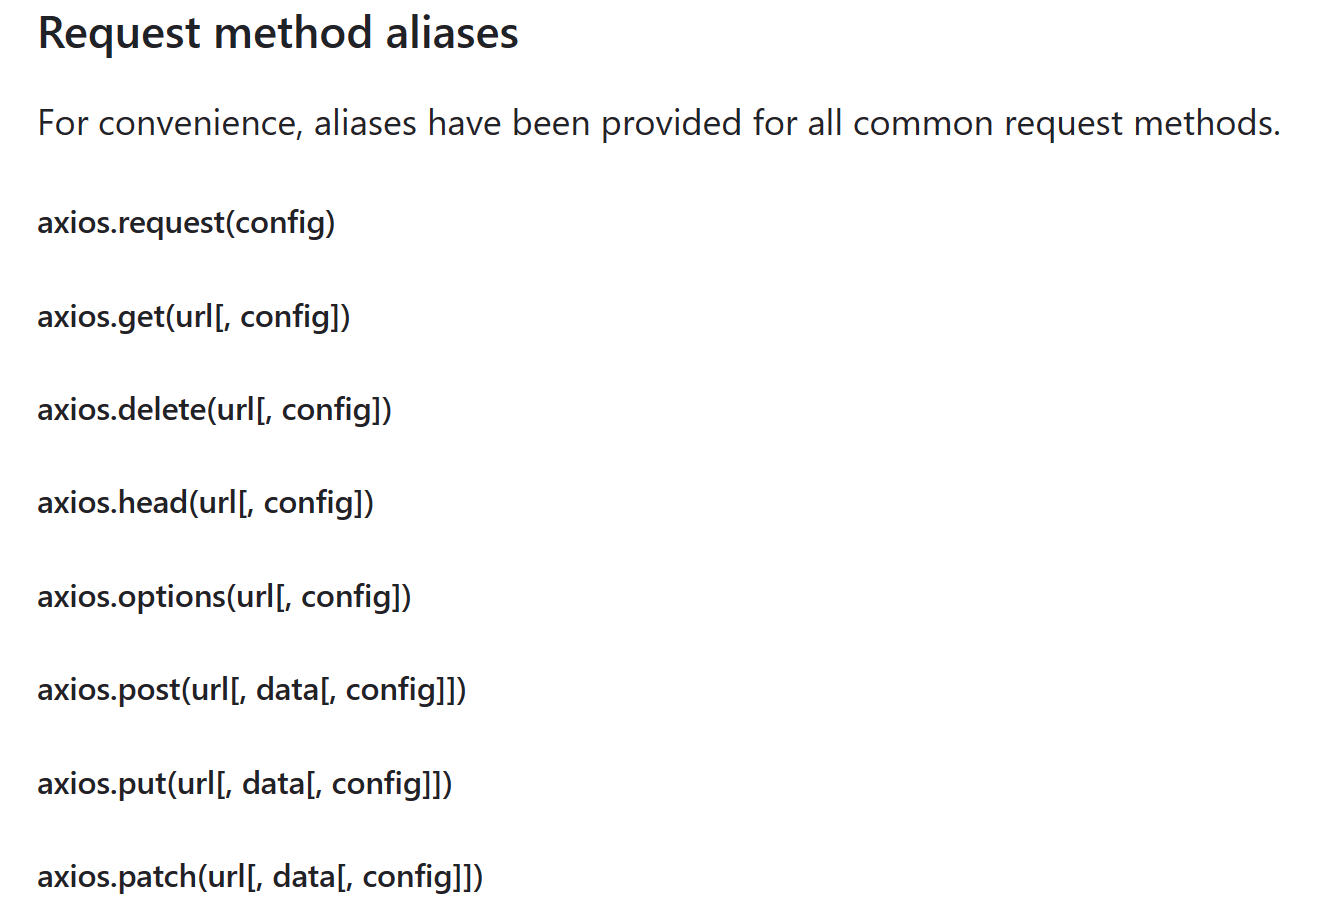 Request method aliases
For convenience, aliases have been provided for all common request methods.
axios.request(config)
axios.get(url[, config])
axios.delete(url[, config])
axios.head(url[, config])
axios.options(url[, config])
axios.post(url[, data[, config]])
axios.put(url[, data[, config]])
axios.patch(url[, data[, config]])